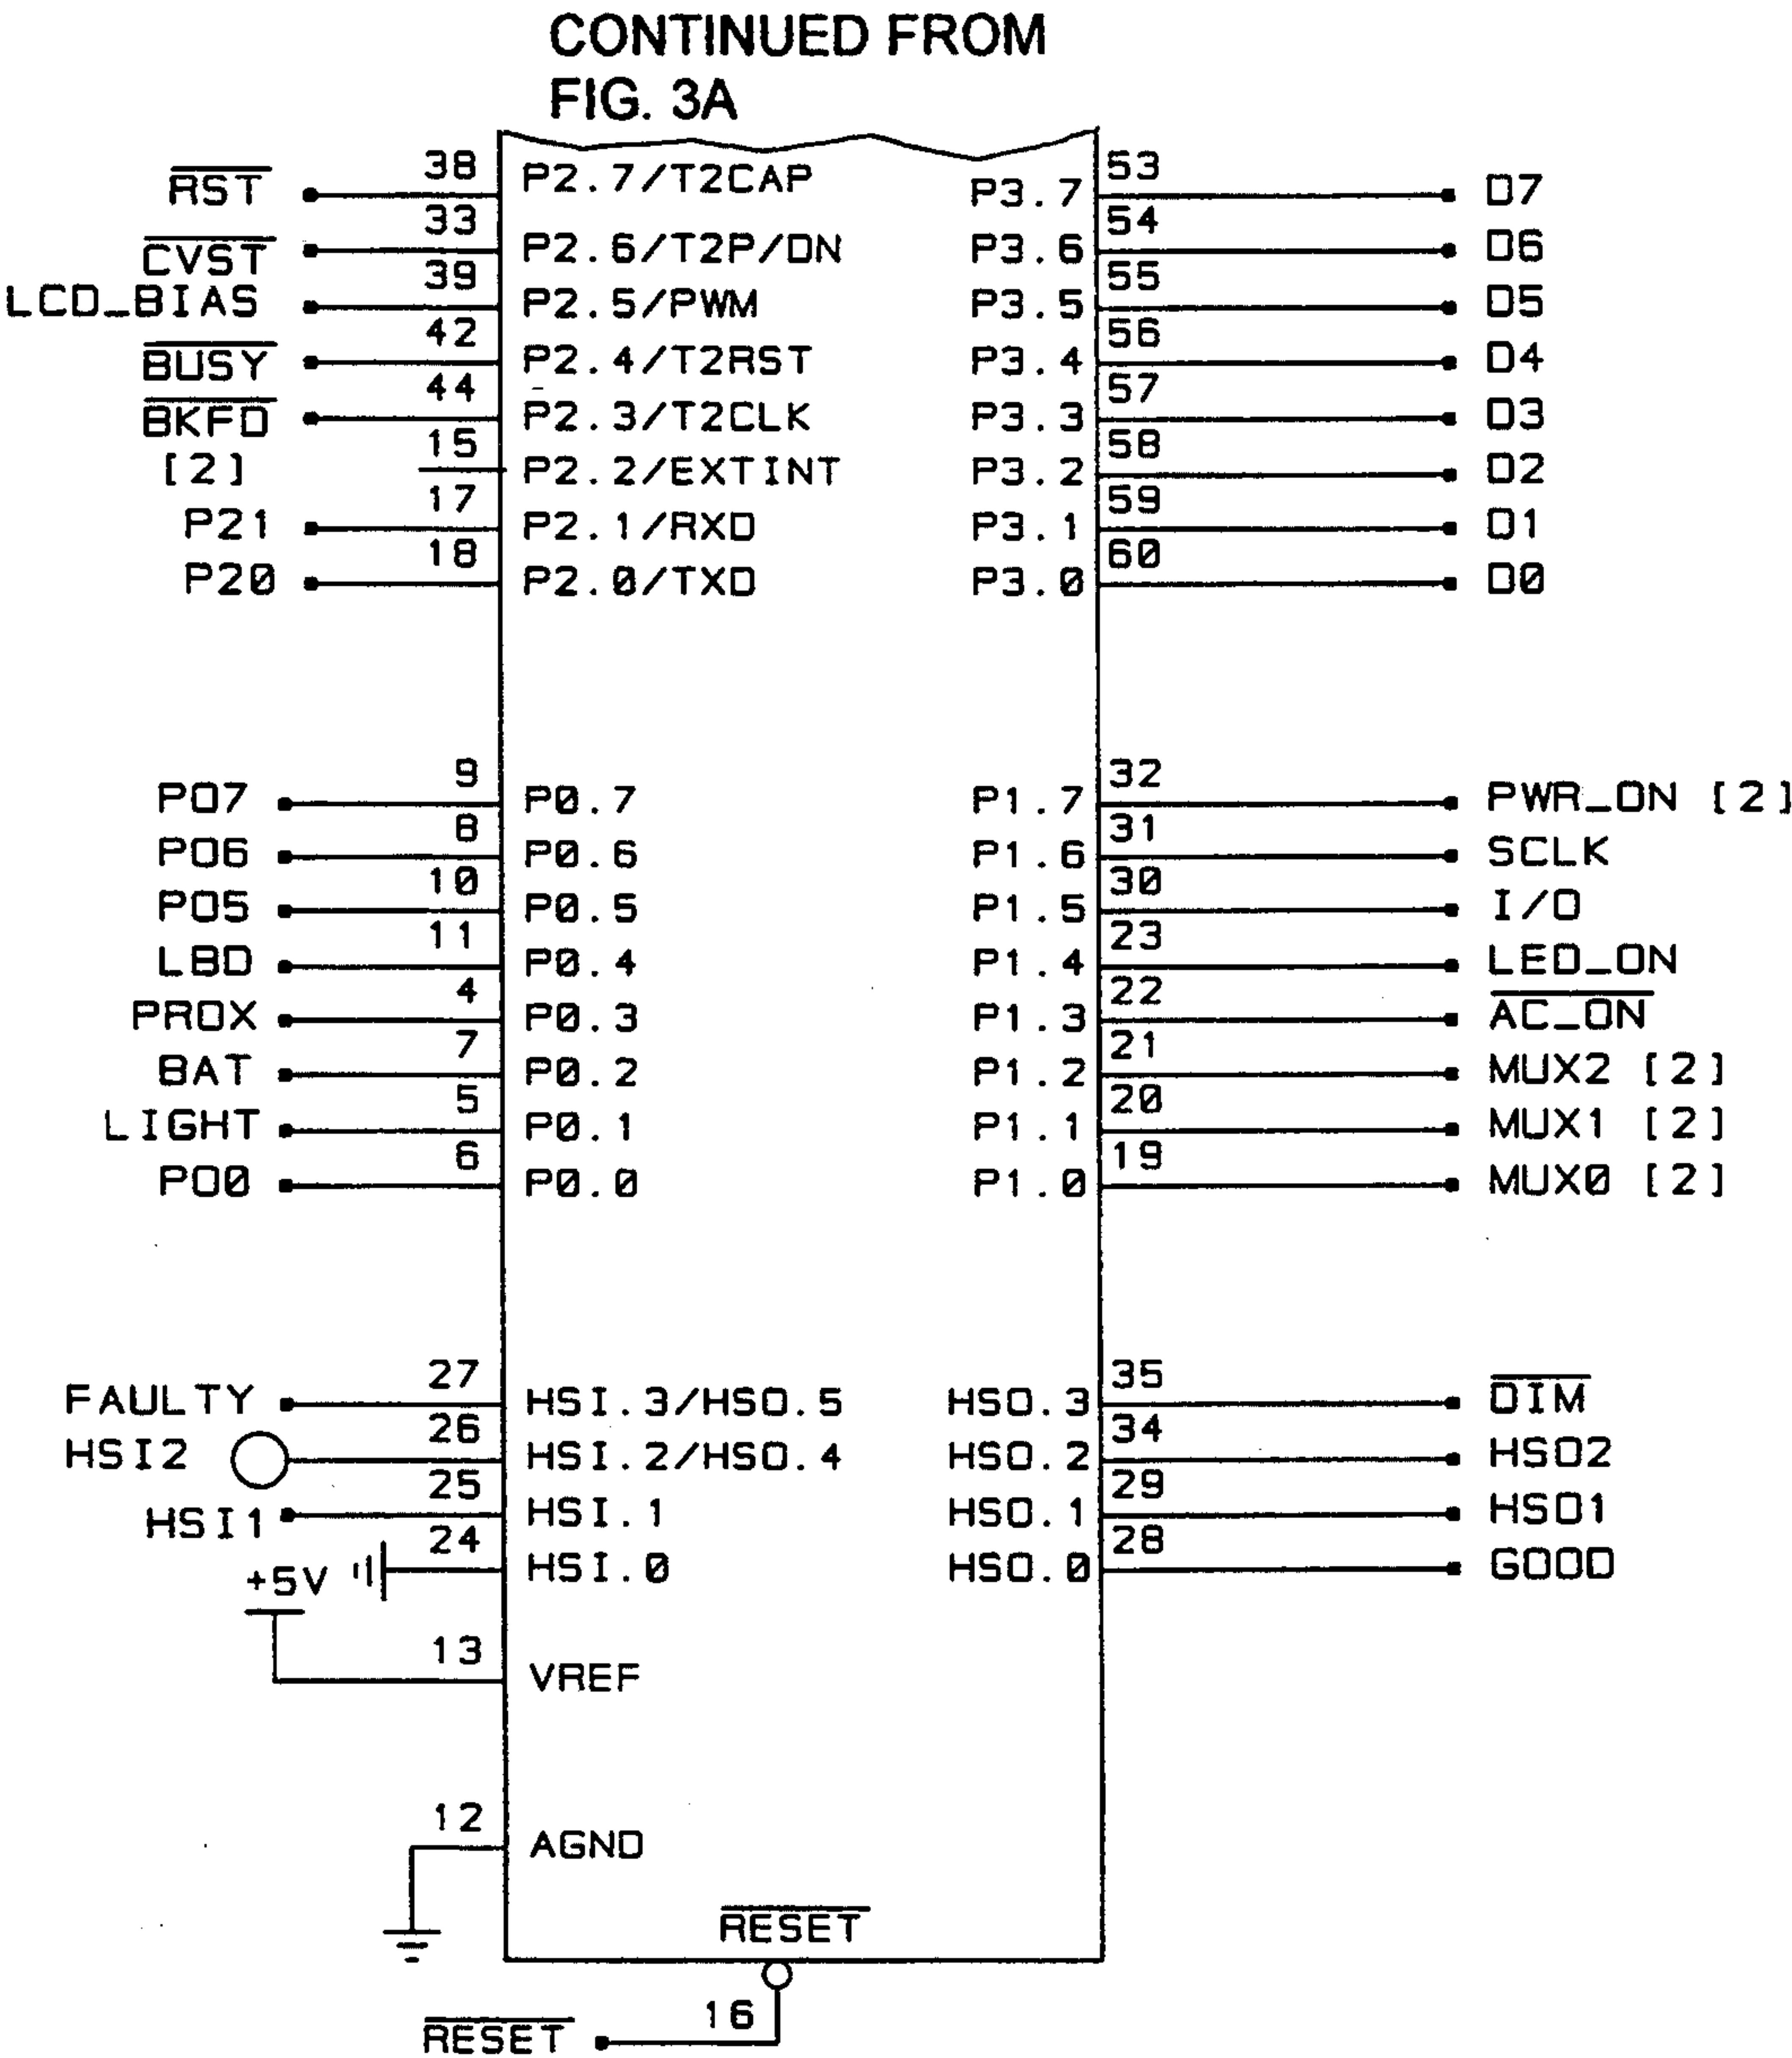 CONTINUED FROM
FIG. 3A
RST 38 P2.7/T2CAP P3.7 53 D7
CVST 33 P2.6/T2P/DN P3.6 54 D6
LCD_BIAS 39 P2.5/PWM P3.5 55 D5
BUSY 42 P2.4/T2RST P3.4 56 D4
BKFD 44 P2.3/T2CLK P3.3 57 D3
[2] 15 P2.2/EXTINT P3.2 58 D2
P21 17 P2.1/RXD P3.1 59 D1
P20 18 P2.0/TXD P3.0 60 D0
P07 9 P0.7 P1.7 32 PWR_ON [2]
P06 8 P0.6 P1.6 31 SCLK
P05 10 P0.5 P1.5 30 I/O
LBD 11 P0.4 P1.4 23 LED_ON
PROX 4 P0.3 P1.3 22 AC_ON
BAT 7 P0.2 P1.2 21 MUX2 [2]
LIGHT 5 P0.1 P1.1 20 MUX1 [2]
P00 6 P0.0 P1.0 19 MUX0 [2]
FAULTY 27 HSI.3/HSO.5 HSO.3 35 DIM
HSI2 26 HSI.2/HSO.4 HSO.2 34 HSO2
HSI1 25 HSI.1 HSO.1 29 HSO1
24 HSI.0 HSO.0 28 GOOD
+5V
13 VREF
12 AGND
RESET
RESET 16